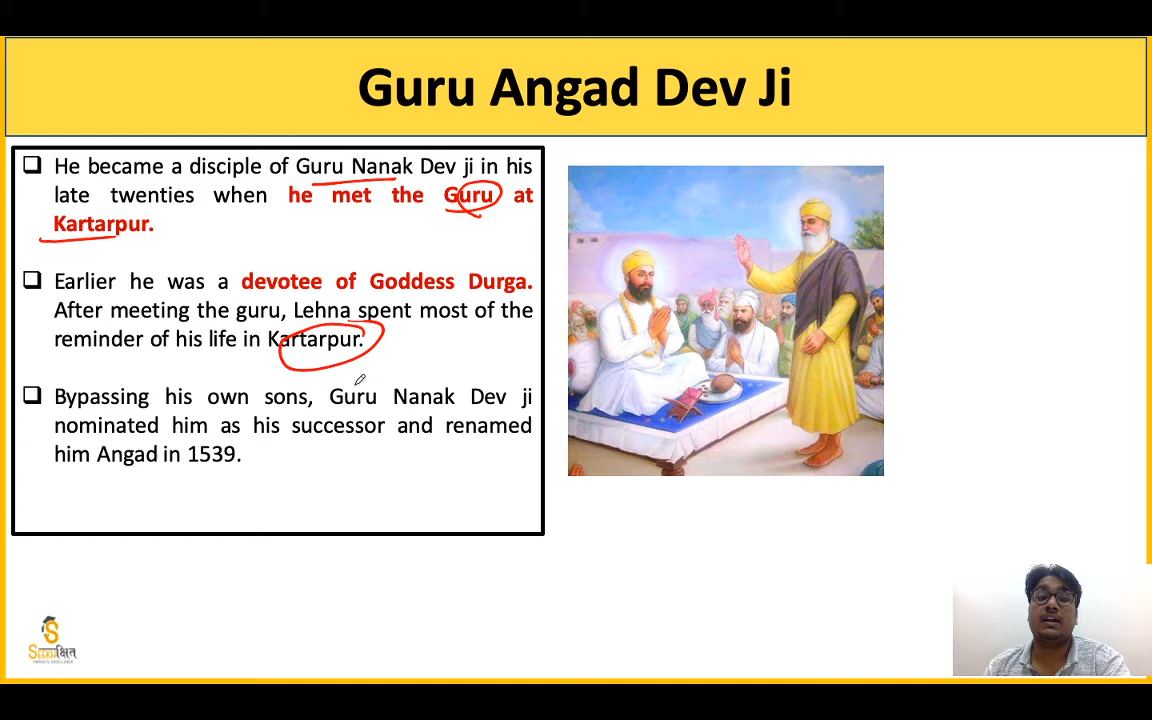 Guru Angad Dev Ji
He became a disciple of Guru Nanak Dev ji in his
late twenties when he met the Guru at
Kartarpur.
Earlier he was a devotee of Goddess Durga.
After meeting the guru, Lehna spent most of the
reminder of his life in Kartarpur.
Bypassing his own sons, Guru Nanak Dev ji
nominated him as his successor and renamed
him Angad in 1539.